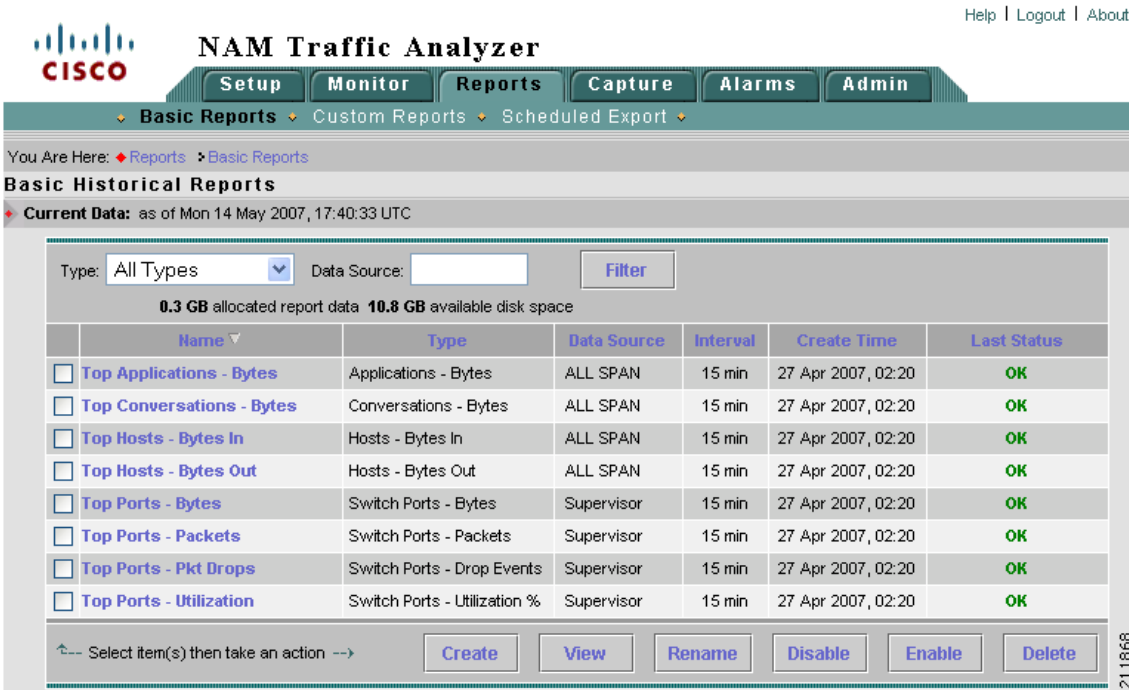 Help | Logout | About
CISCO
NAM Traffic Analyzer
Setup Monitor Reports Capture Alarms Admin
Basic Reports Custom Reports Scheduled Export
You Are Here: Reports Basic Reports
Basic Historical Reports
Current Data: as of Mon 14 May 2007, 17:40:33 UTC
Type: All Types Data Source: Filter
0.3 GB allocated report data 10.8 GB available disk space
Name Type Data Source Interval Create Time Last Status
Top Applications - Bytes Applications - Bytes ALL SPAN 15 min 27 Apr 2007, 02:20 OK
Top Conversations - Bytes Conversations - Bytes ALL SPAN 15 min 27 Apr 2007, 02:20 OK
Top Hosts - Bytes In Hosts - Bytes In ALL SPAN 15 min 27 Apr 2007, 02:20 OK
Top Hosts - Bytes Out Hosts - Bytes Out ALL SPAN 15 min 27 Apr 2007, 02:20 OK
Top Ports - Bytes Switch Ports - Bytes Supervisor 15 min 27 Apr 2007, 02:20 OK
Top Ports - Packets Switch Ports - Packets Supervisor 15 min 27 Apr 2007, 02:20 OK
Top Ports - Pkt Drops Switch Ports - Drop Events Supervisor 15 min 27 Apr 2007, 02:20 OK
Top Ports - Utilization Switch Ports - Utilization % Supervisor 15 min 27 Apr 2007, 02:20 OK
Select item(s) then take an action --> Create View Rename Disable Enable Delete
211868